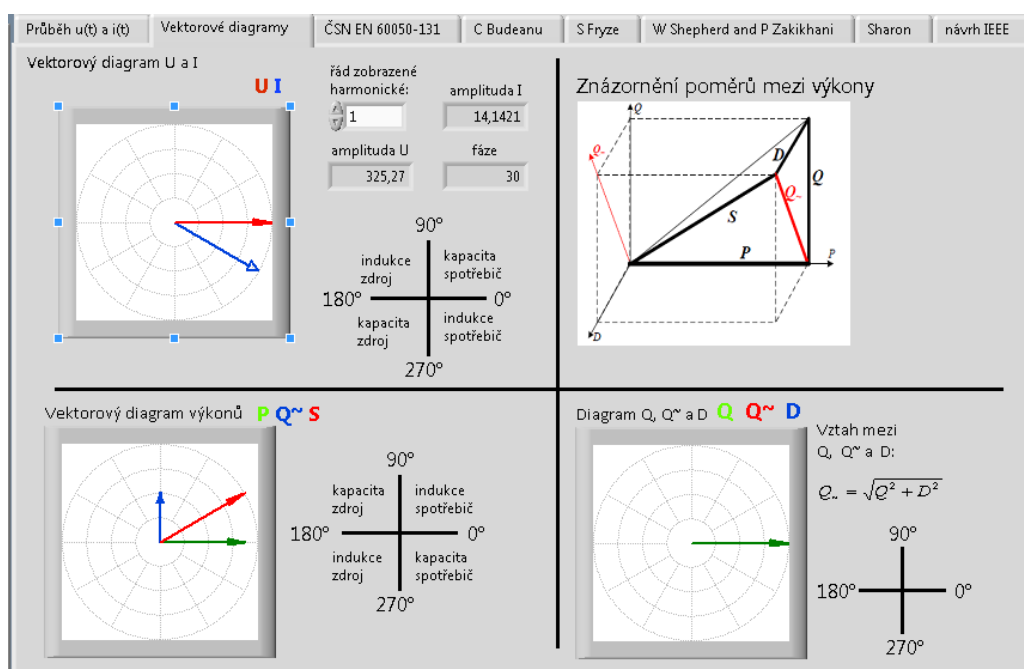 Průběh u(t) a i(t)
Vektorové diagramy
ČSN EN 60050-131
C Budeanu
S Fryze
W Shepherd and P Zakikhani
Sharon
návrh IEEE
Vektorový diagram U a I
U I
řád zobrazené
harmonické:
1
amplituda I
14,1421
amplituda U
325,27
fáze
30
90°
indukce
zdroj
kapacita
spotřebič
180°
0°
kapacita
zdroj
indukce
spotřebič
270°
Znázornění poměrů mezi výkony
Q
Q~
D
Q
Q~
S
P
P
D
Vektorový diagram výkonů P Q~ S
90°
kapacita
zdroj
indukce
spotřebič
180°
0°
indukce
zdroj
kapacita
spotřebič
270°
Diagram Q, Q~ a D Q Q~ D
Vztah mezi
Q, Q~ a D:
Q~ = √Q² + D²
90°
180°
0°
270°